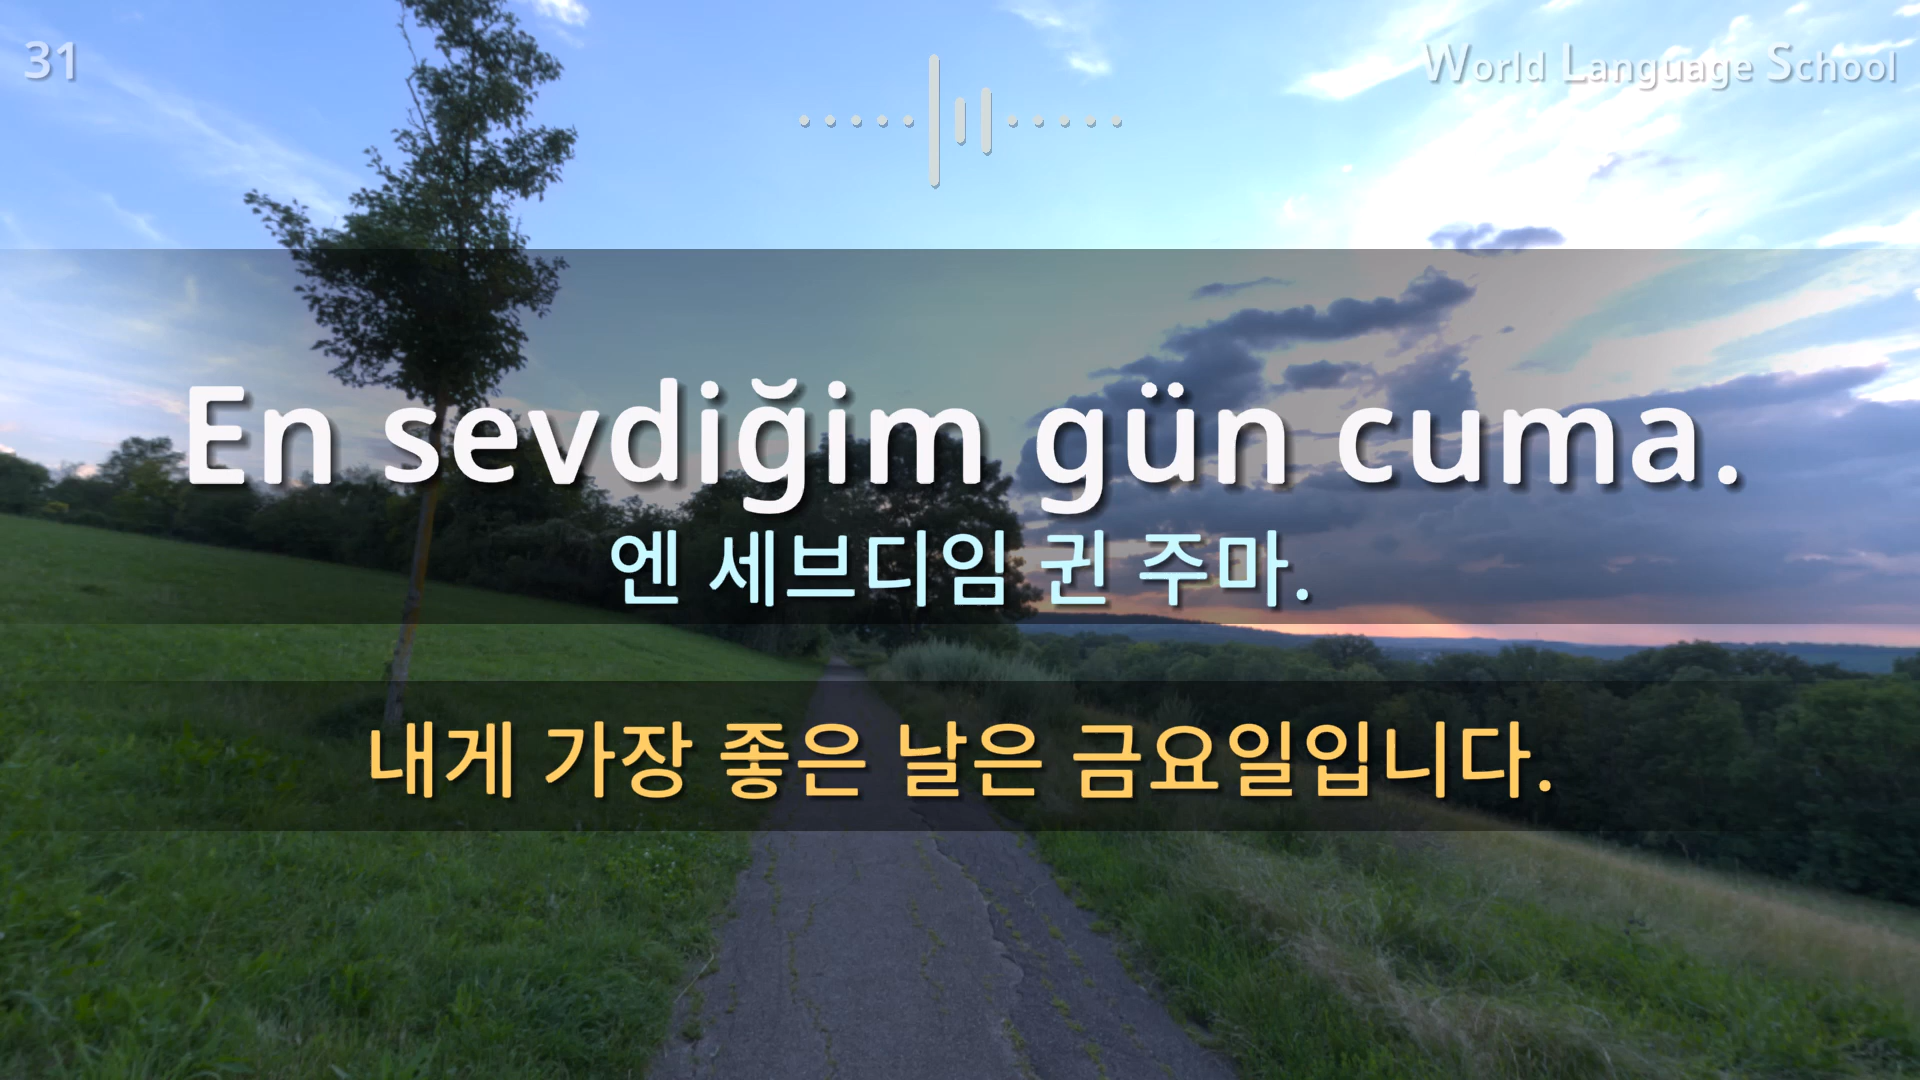 31
World Language School
En sevdiğim gün cuma.
엔 세브디임 귄 주마.
내게 가장 좋은 날은 금요일입니다.